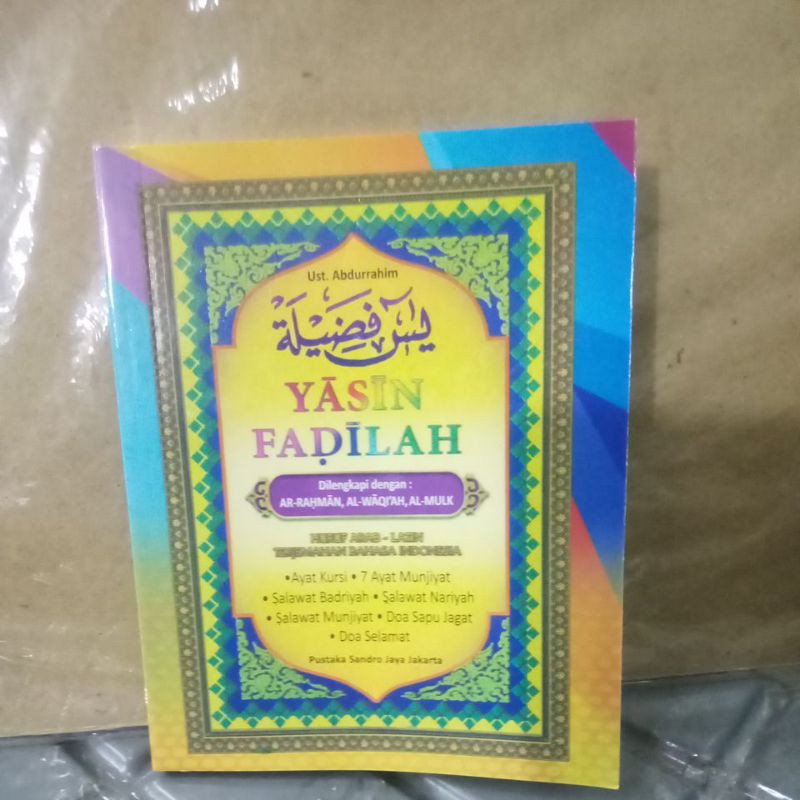 Ust. Abdurrahim
يس فضيلة
YĀSĪN
FAḌĪLAH
Dilengkapi dengan :
AR-RAḤMĀN, AL-WĀQI'AH, AL-MULK
HURUF ARAB - LATIN
TERJEMAHAN BAHASA INDONESIA
•Ayat Kursi • 7 Ayat Munjiyat
• Ṣalawat Badriyah • Ṣalawat Nariyah
• Ṣalawat Munjiyat • Doa Sapu Jagat
• Doa Selamat
Pustaka Sandro Jaya Jakarta